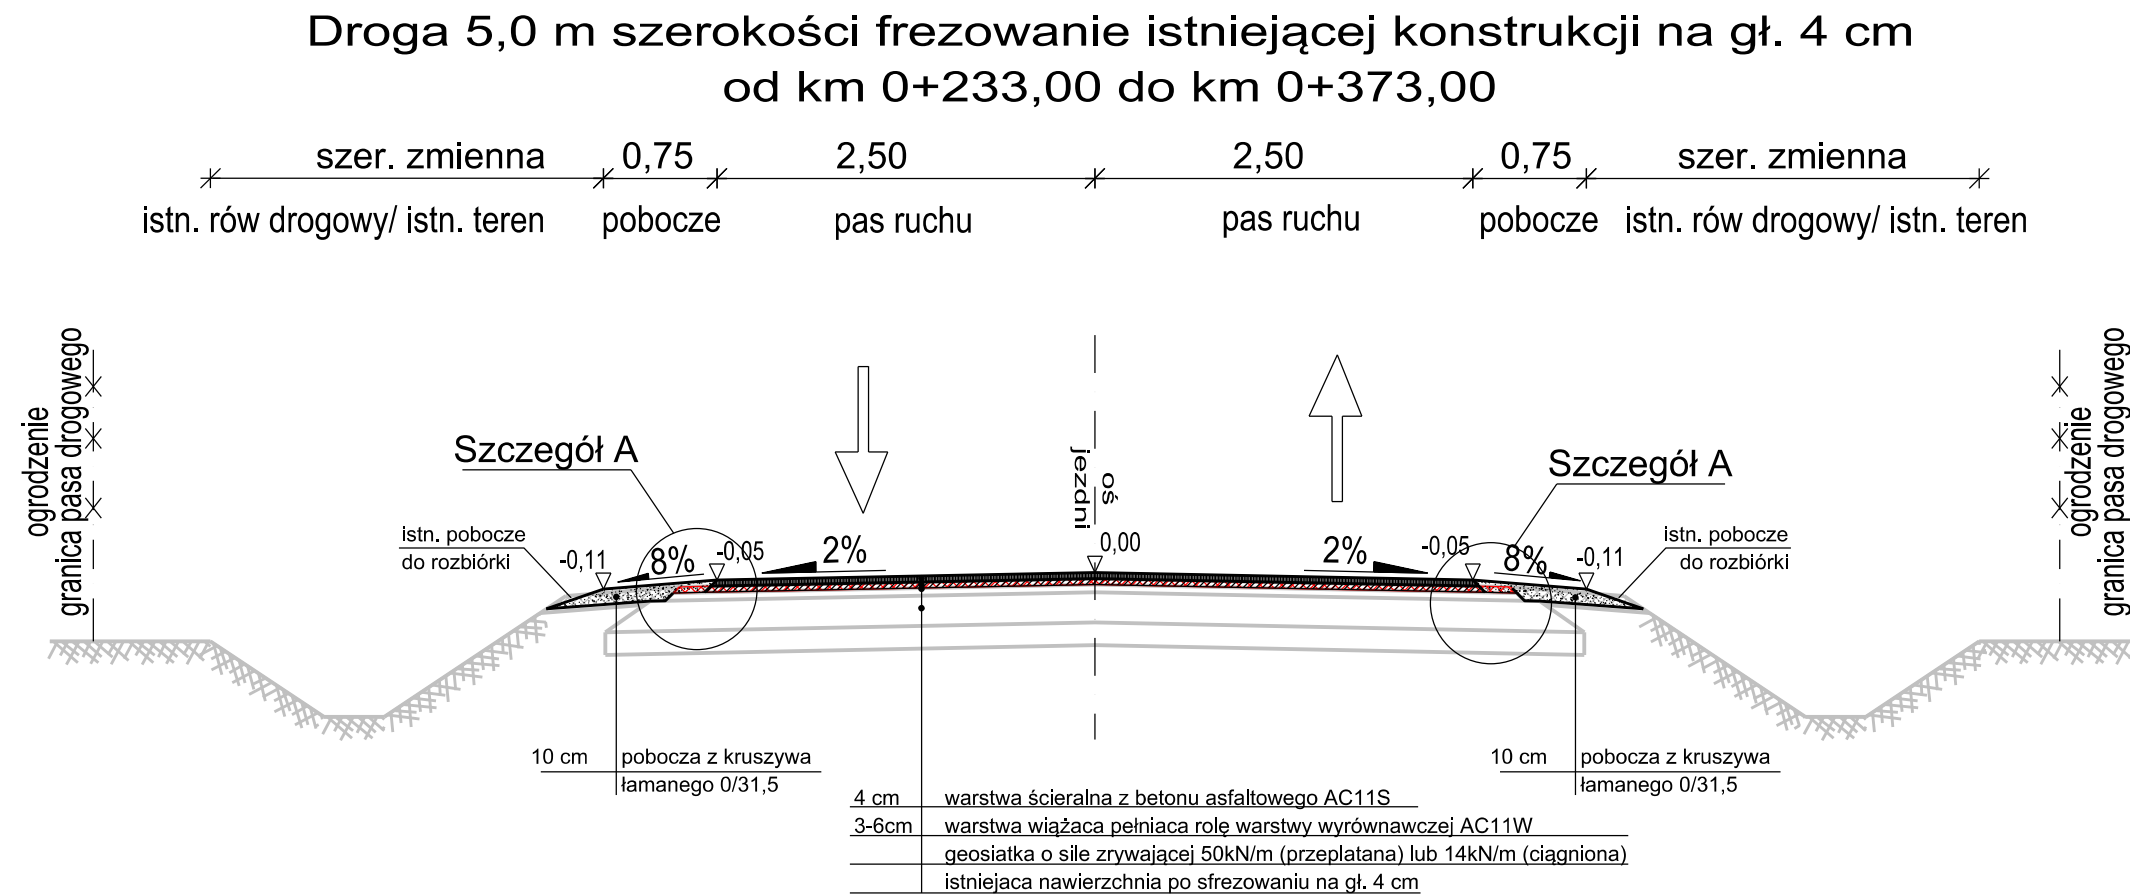 Droga 5,0 m szerokości frezowanie istniejącej konstrukcji na gł. 4 cm
od km 0+233,00 do km 0+373,00
szer. zmienna 0,75 2,50 2,50 0,75 szer. zmienna
istn. rów drogowy/ istn. teren pobocze pas ruchu pas ruchu pobocze istn. rów drogowy/ istn. teren
ogrodzenie
granica pasa drogowego
Szczegół A
istn. pobocze
do rozbiórki
-0,11 8% -0,05 2%
oś
jezdni
0,00
2% -0,05 8% -0,11
Szczegół A
istn. pobocze
do rozbiórki
ogrodzenie
granica pasa drogowego
10 cm pobocza z kruszywa
łamanego 0/31,5
10 cm pobocza z kruszywa
łamanego 0/31,5
4 cm warstwa ścieralna z betonu asfaltowego AC11S
3-6cm warstwa wiążaca pełniaca rolę warstwy wyrównawczej AC11W
geosiatka o sile zrywającej 50kN/m (przeplatana) lub 14kN/m (ciągniona)
istniejaca nawierzchnia po sfrezowaniu na gł. 4 cm